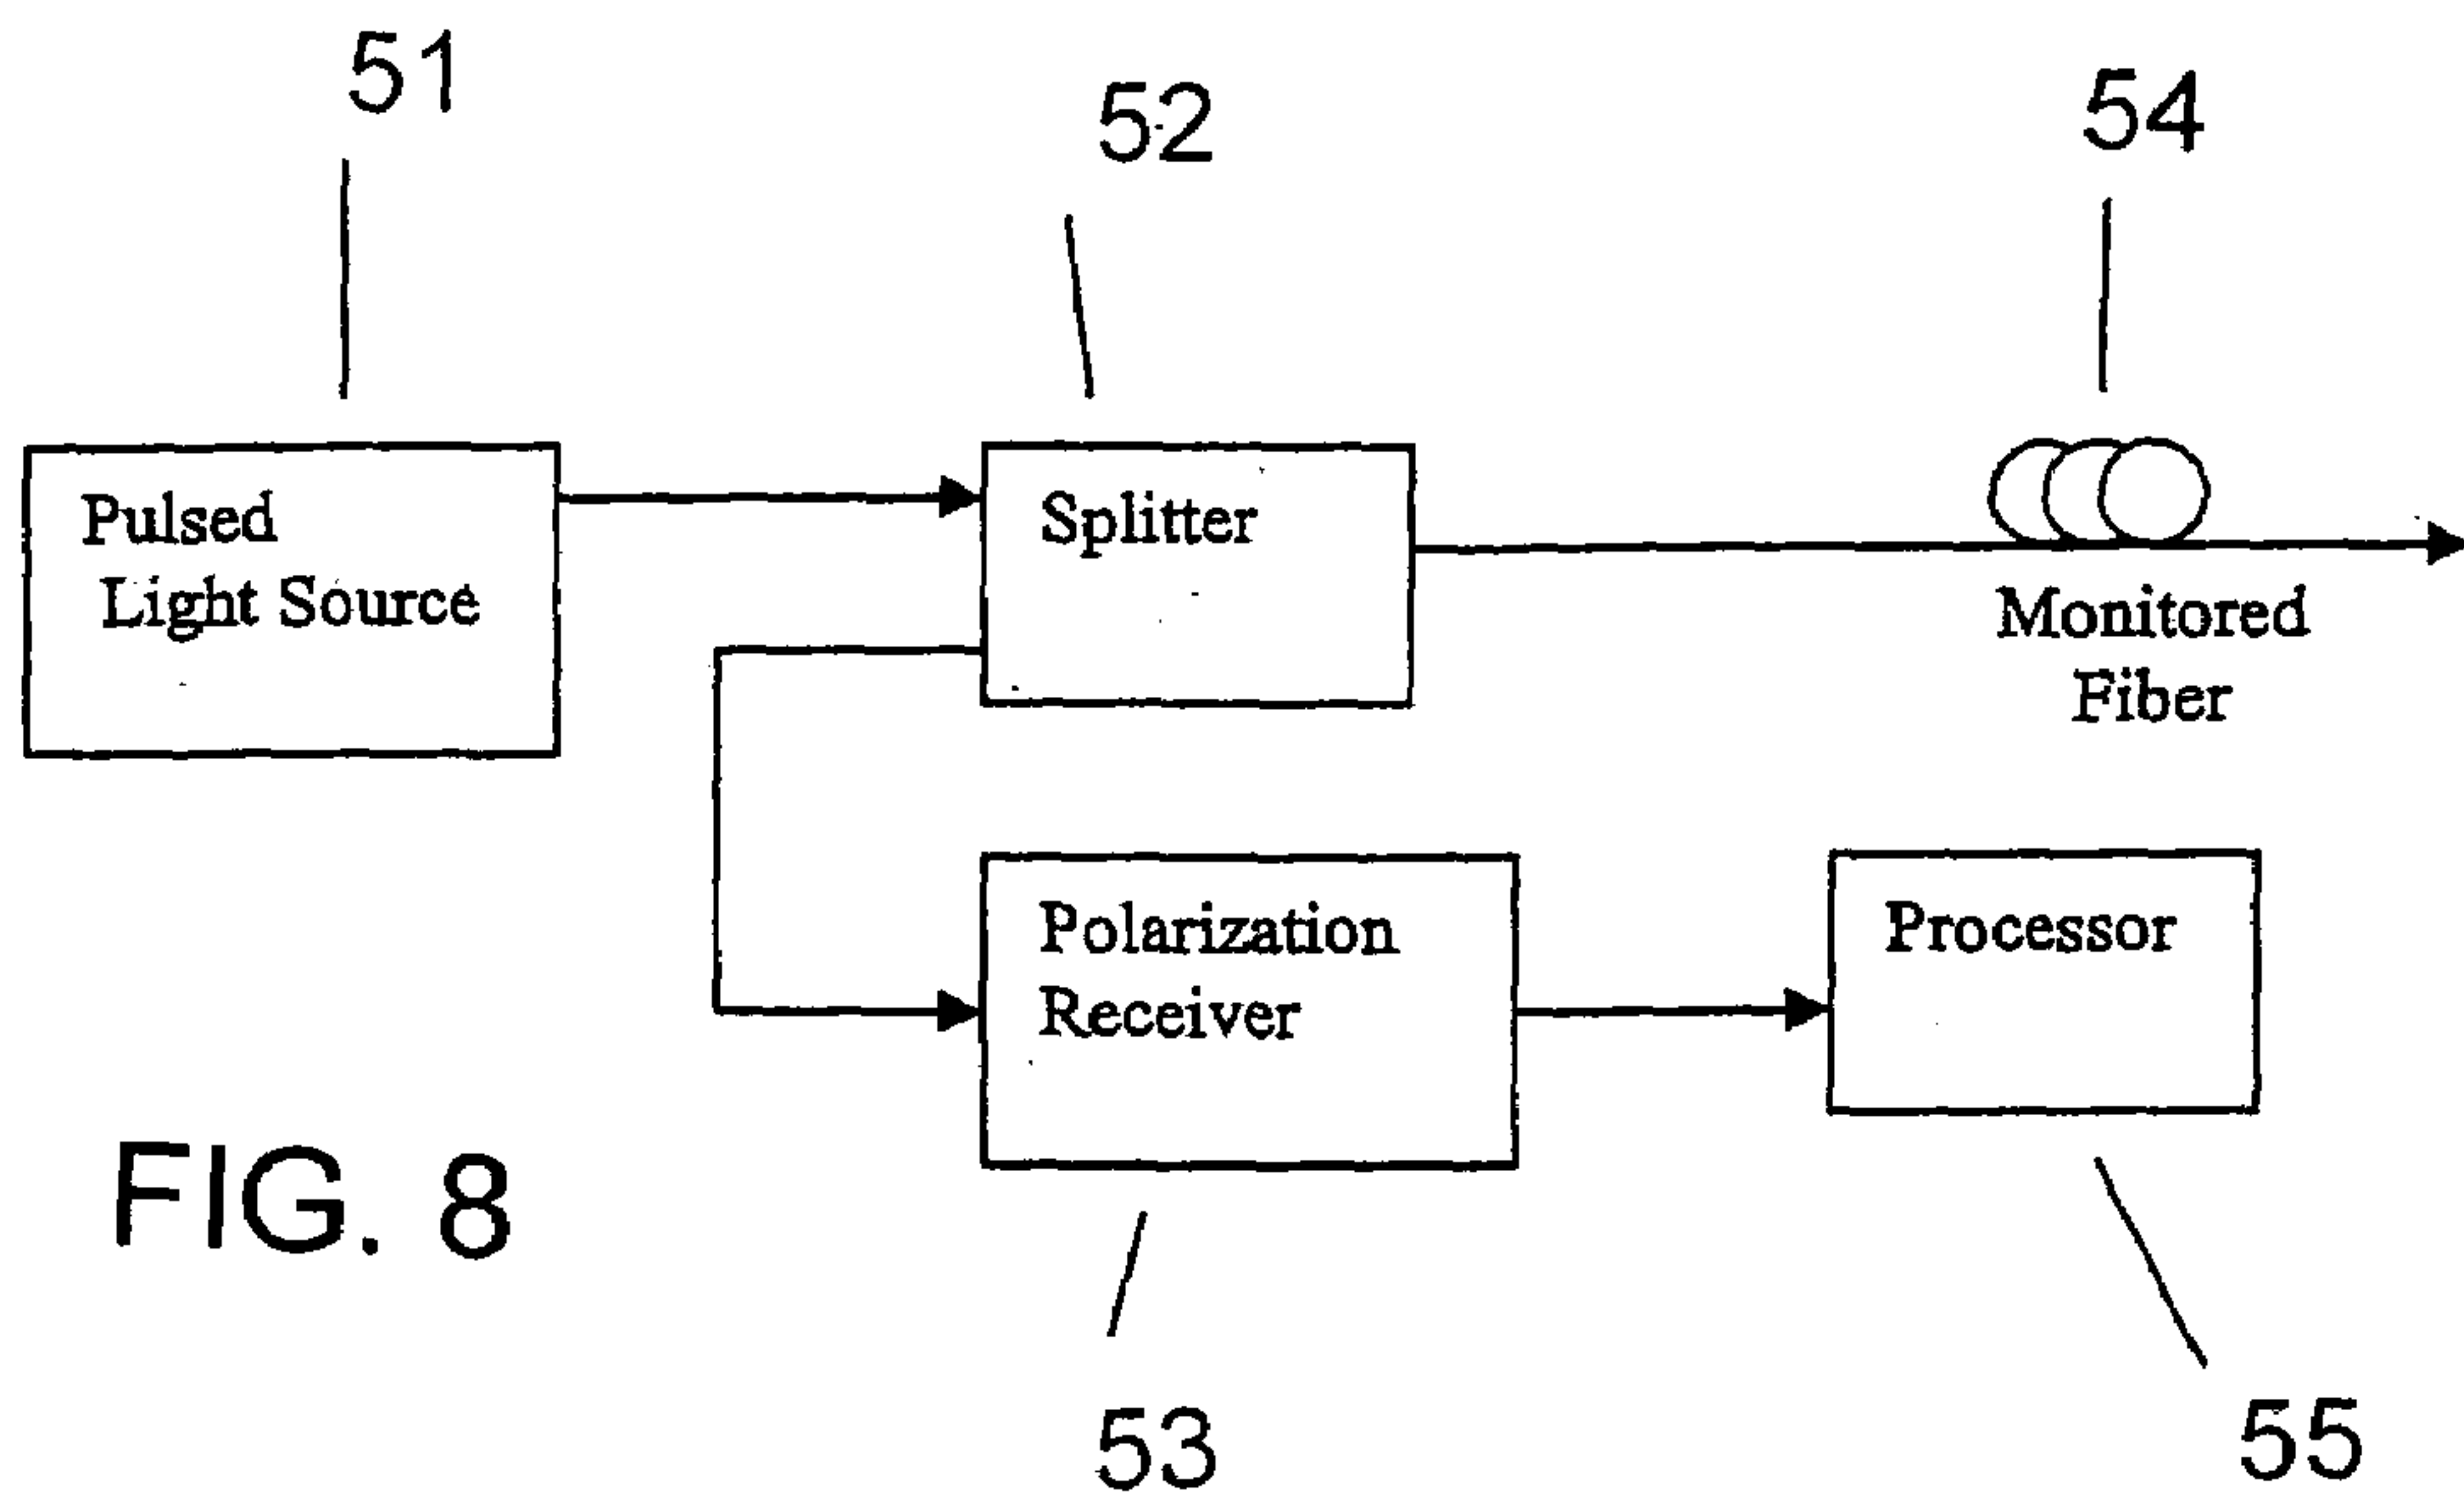 51
52
54
Pulsed
Light Source
Splitter
Monitored
Fiber
Polarization
Receiver
Processor
FIG. 8
53
55